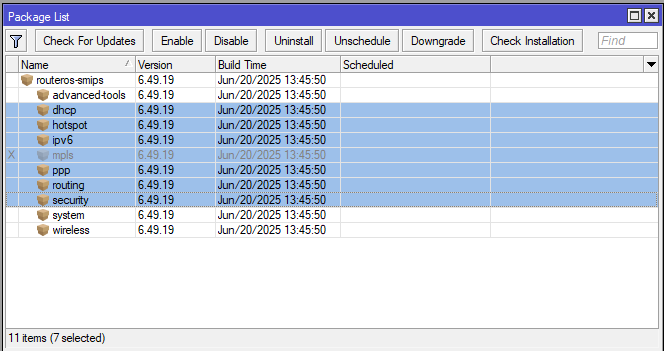 Package List
Check For Updates Enable Disable Uninstall Unschedule Downgrade Check Installation Find
Name / Version Build Time Scheduled
routeros-smips 6.49.19 Jun/20/2025 13:45:50
advanced-tools 6.49.19 Jun/20/2025 13:45:50
dhcp 6.49.19 Jun/20/2025 13:45:50
hotspot 6.49.19 Jun/20/2025 13:45:50
ipv6 6.49.19 Jun/20/2025 13:45:50
X mpls 6.49.19 Jun/20/2025 13:45:50
ppp 6.49.19 Jun/20/2025 13:45:50
routing 6.49.19 Jun/20/2025 13:45:50
security 6.49.19 Jun/20/2025 13:45:50
system 6.49.19 Jun/20/2025 13:45:50
wireless 6.49.19 Jun/20/2025 13:45:50
11 items (7 selected)